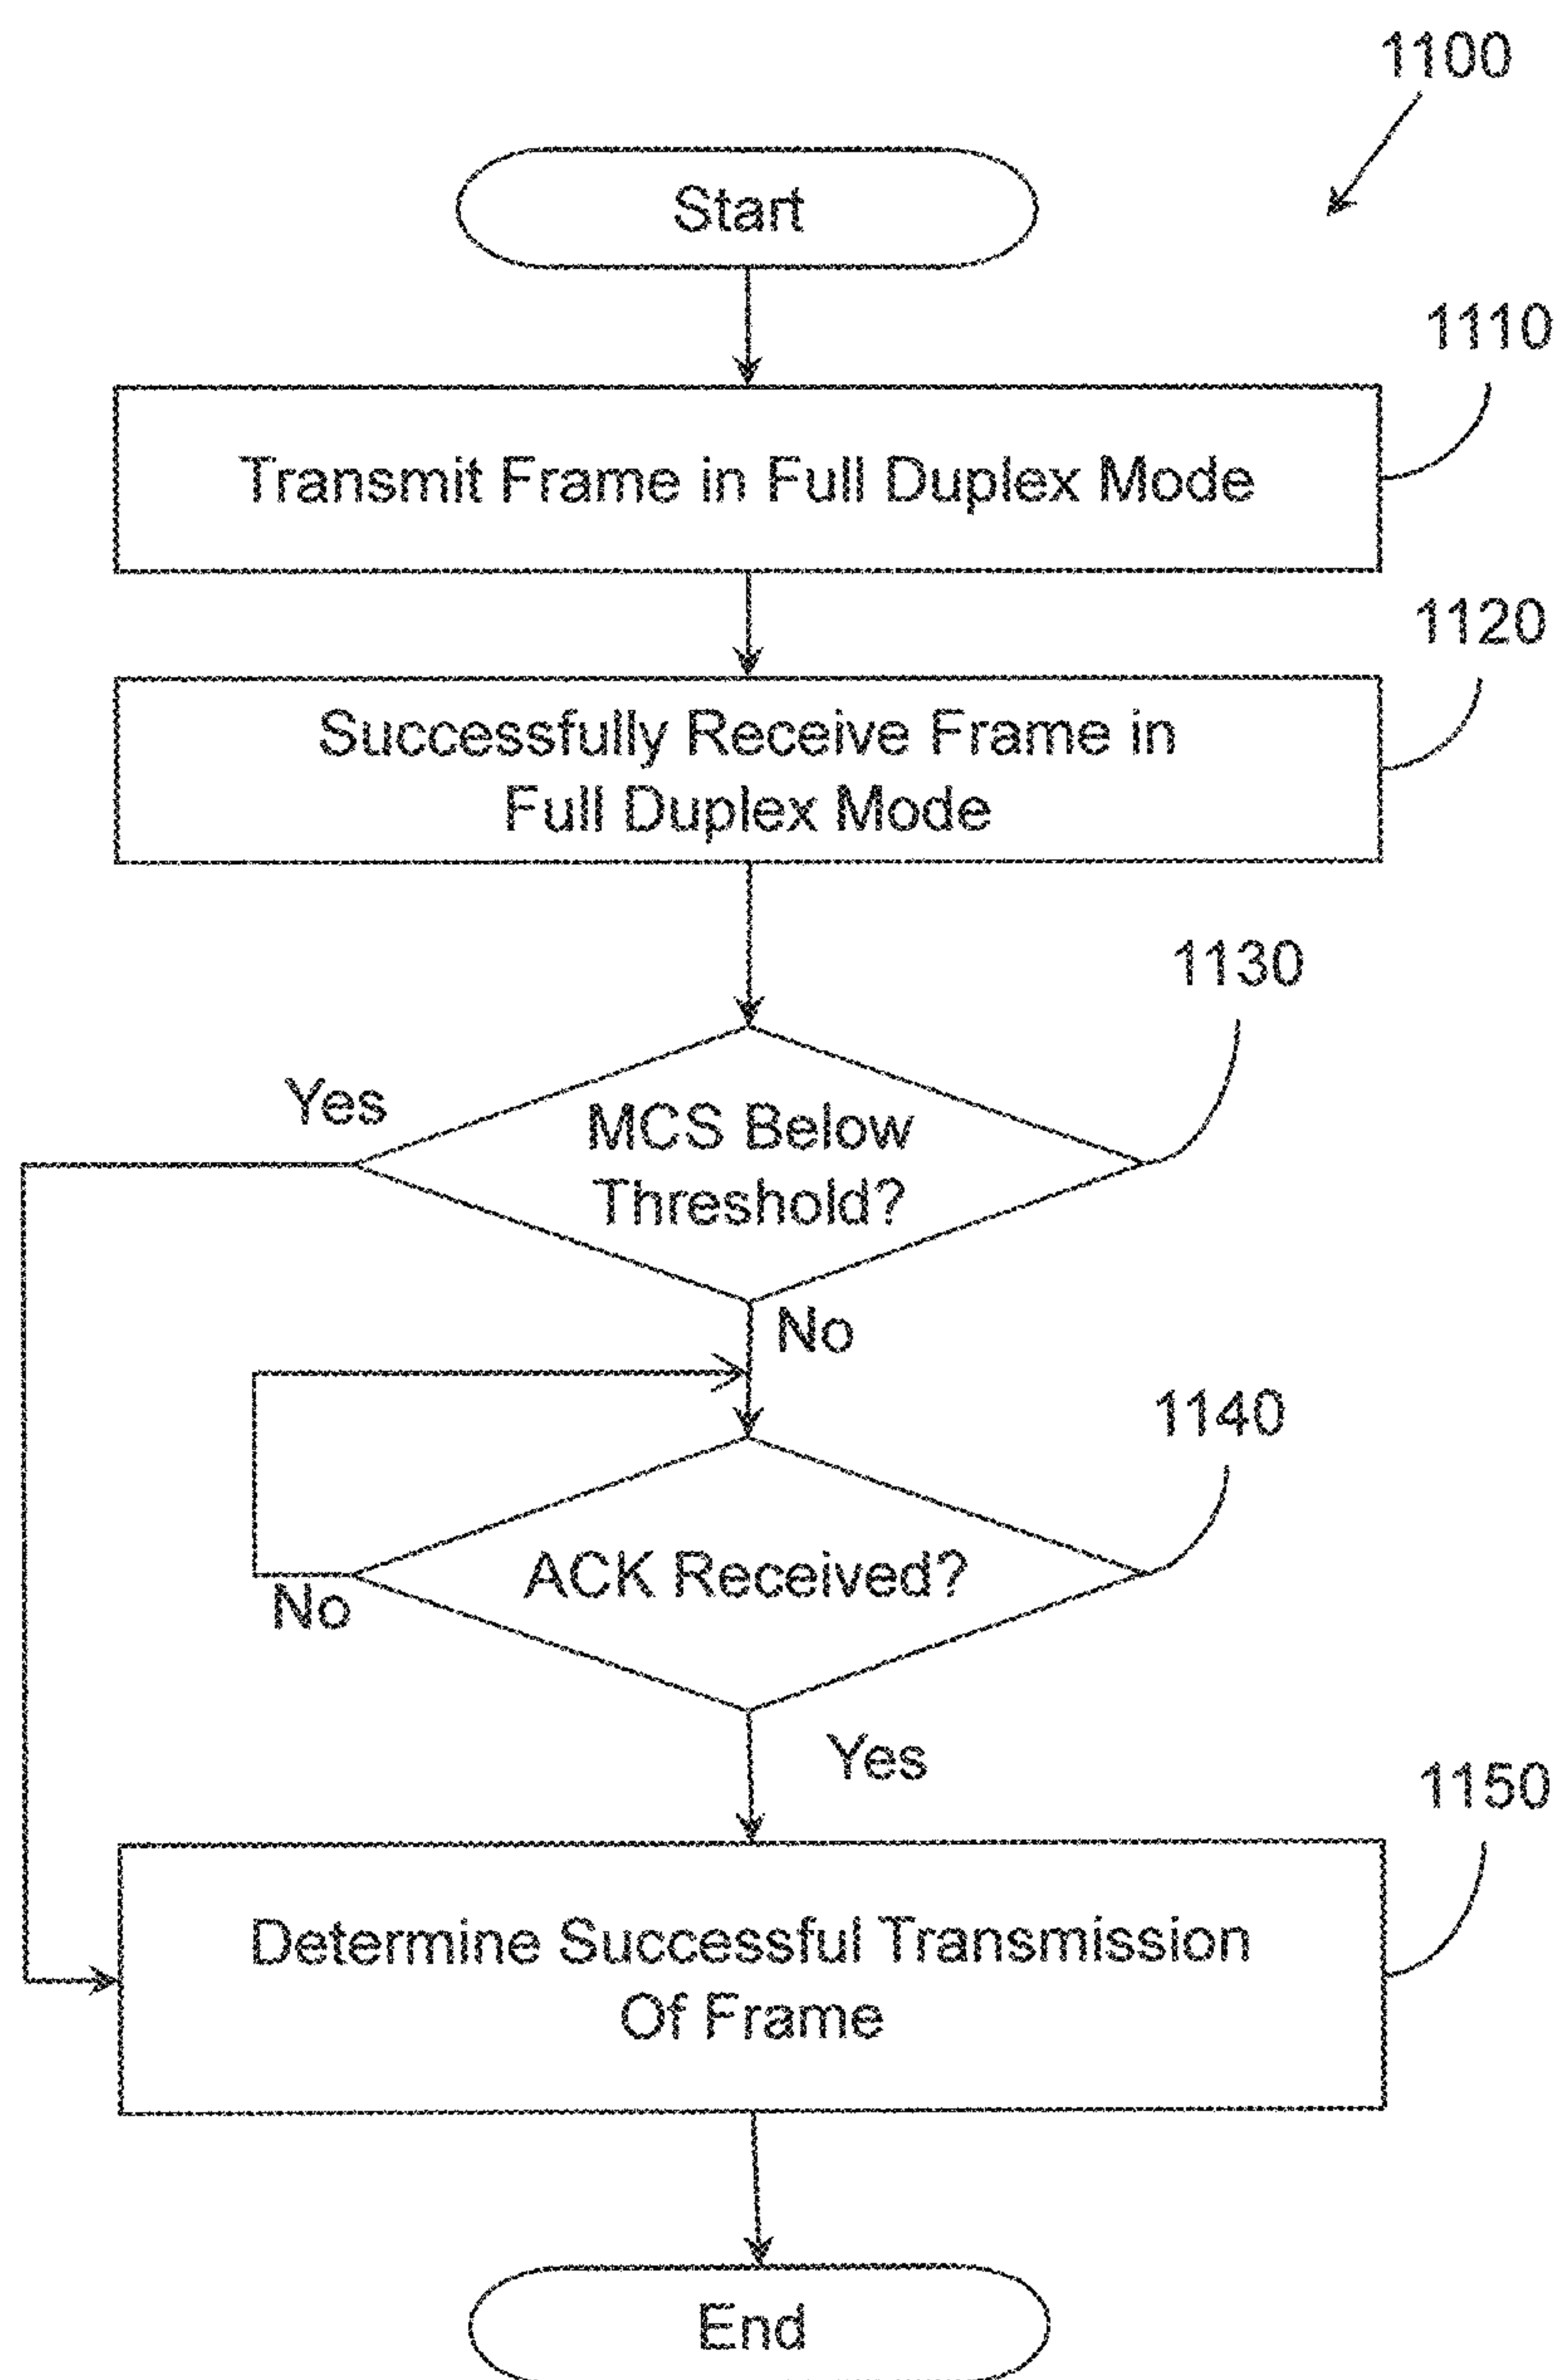 1100
Start
1110
Transmit Frame in Full Duplex Mode
1120
Successfully Receive Frame in
Full Duplex Mode
1130
Yes
MCS Below
Threshold?
No
1140
ACK Received?
No
Yes
1150
Determine Successful Transmission
Of Frame
End